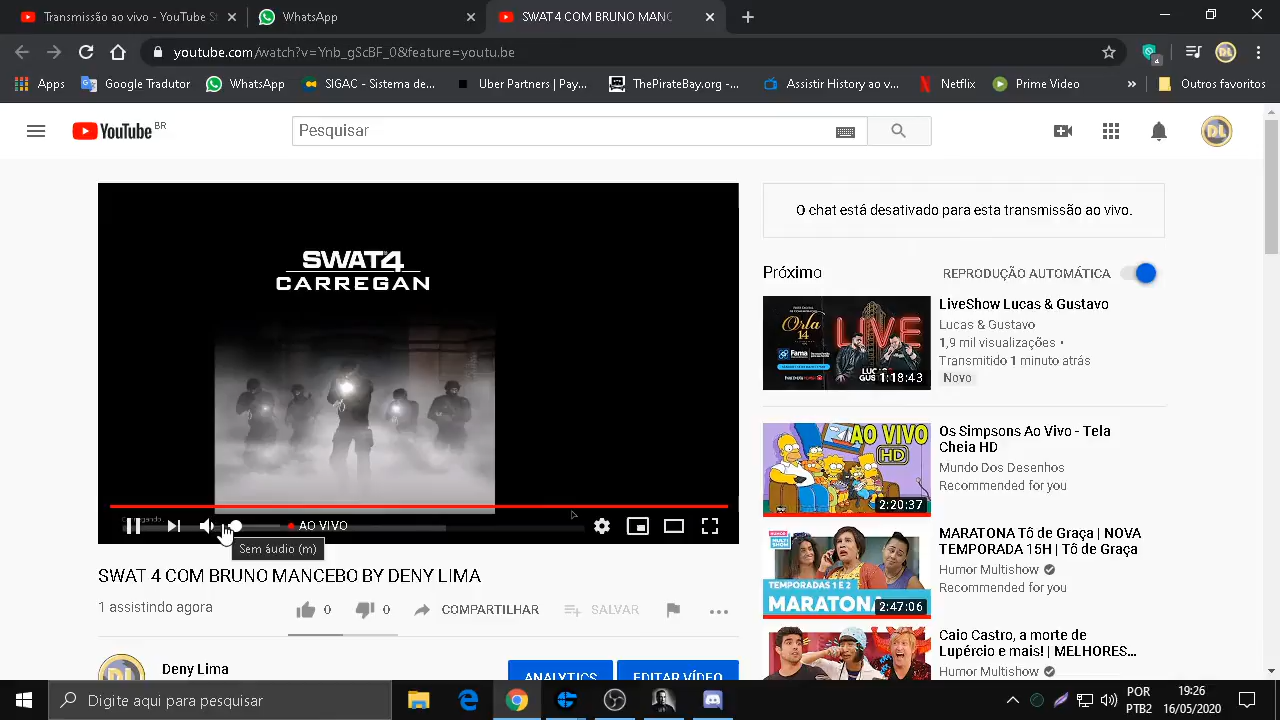 Transmissão ao vivo - YouTube S
WhatsApp
SWAT 4 COM BRUNO MANC
youtube.com/watch?v=Ynb_gScBF_0&feature=youtu.be
4
Apps
Google Tradutor
WhatsApp
SIGAC - Sistema de...
Uber Partners | Pay...
ThePirateBay.org -...
Assistir History ao v...
Netflix
Prime Video
»
Outros favoritos
YouTube BR
Pesquisar
DL
SWAT4
CARREGAN
AO VIVO
Sem áudio (m)
SWAT 4 COM BRUNO MANCEBO BY DENY LIMA
1 assistindo agora
0
0
COMPARTILHAR
SALVAR
Deny Lima
ANALYTICS
EDITAR VÍDEO
O chat está desativado para esta transmissão ao vivo.
Próximo
REPRODUÇÃO AUTOMÁTICA
Orla
14
Fama
LIVE
1:18:43
LiveShow Lucas & Gustavo
Lucas & Gustavo
1,9 mil visualizações •
Transmitido 1 minuto atrás
Novo
AO VIVO
HD
2:20:37
Os Simpsons Ao Vivo - Tela
Cheia HD
Mundo Dos Desenhos
Recommended for you
TEMPORADAS 1 E 2
MARATONA
2:47:06
MARATONA Tô de Graça | NOVA
TEMPORADA 15H | Tô de Graça
Humor Multishow
Recommended for you
Caio Castro, a morte de
Lupércio e mais! | MELHORES...
Humor Multishow
Digite aqui para pesquisar
POR
PTB2
19:26
16/05/2020